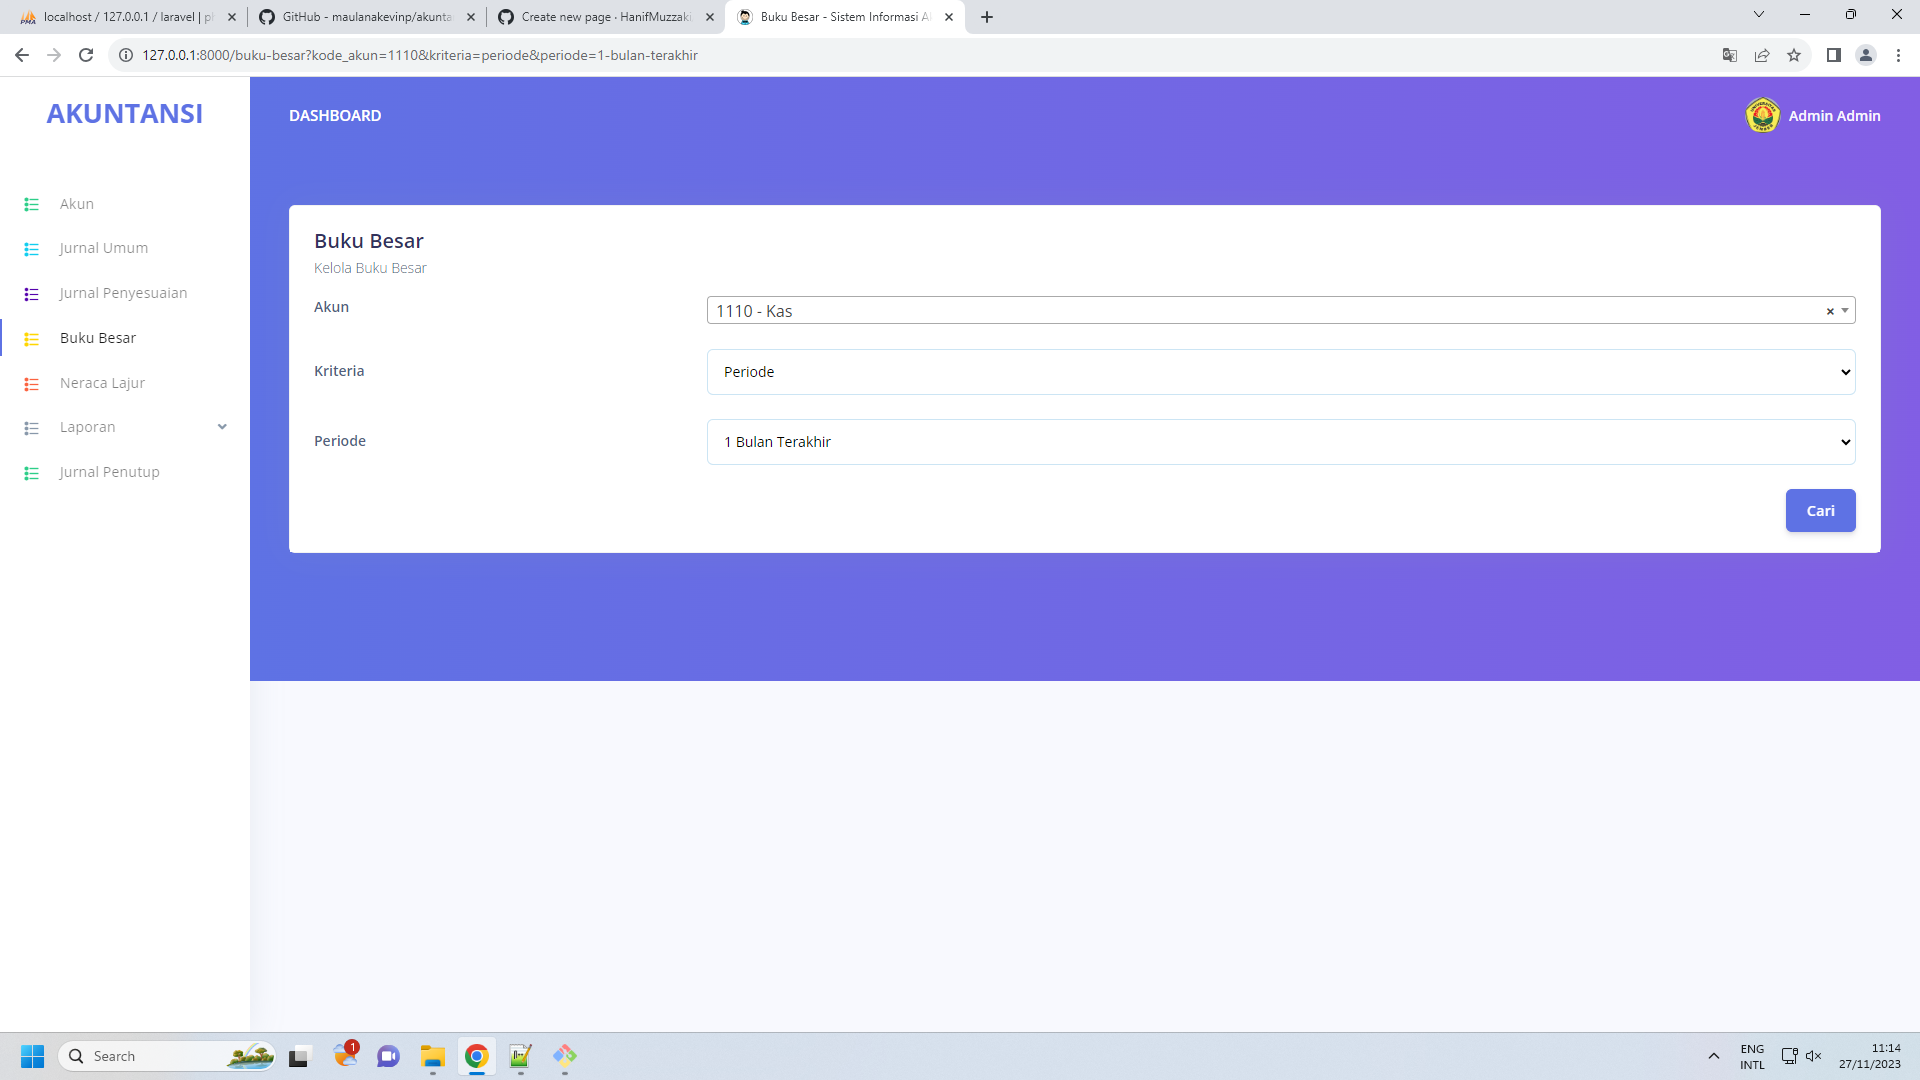 localhost / 127.0.0.1 / laravel | p
GitHub - maulanakevinp/akunta
Create new page · HanifMuzzaki
Buku Besar - Sistem Informasi A
127.0.0.1:8000/buku-besar?kode_akun=1110&kriteria=periode&periode=1-bulan-terakhir
AKUNTANSI
DASHBOARD
Admin Admin
Akun
Jurnal Umum
Jurnal Penyesuaian
Buku Besar
Neraca Lajur
Laporan
Jurnal Penutup
Buku Besar
Kelola Buku Besar
Akun
1110 - Kas
Kriteria
Periode
Periode
1 Bulan Terakhir
Cari
Search
1
ENG
INTL
11:14
27/11/2023